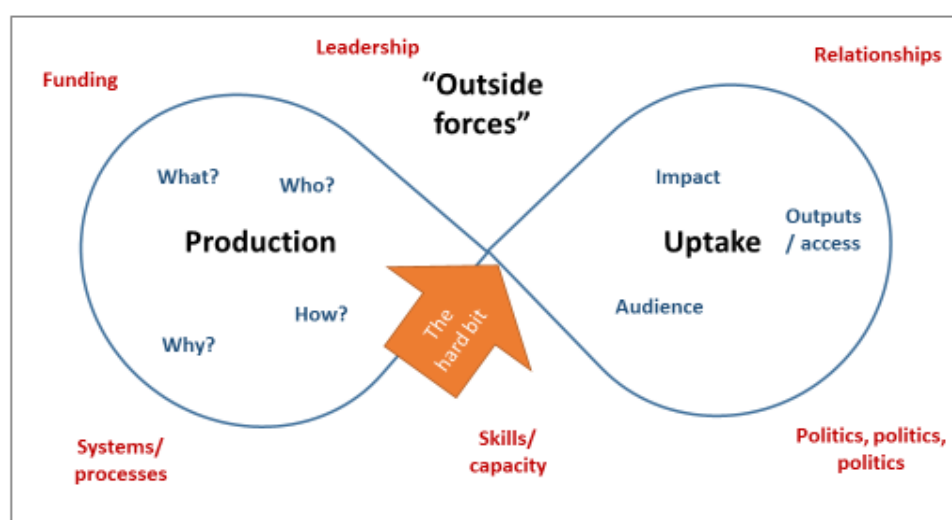 Leadership
Relationships
Funding
“Outside
forces”
What?
Who?
Impact
Production
Uptake
Outputs
/ access
How?
Audience
Why?
The
hard bit
Systems/
processes
Skills/
capacity
Politics, politics,
politics